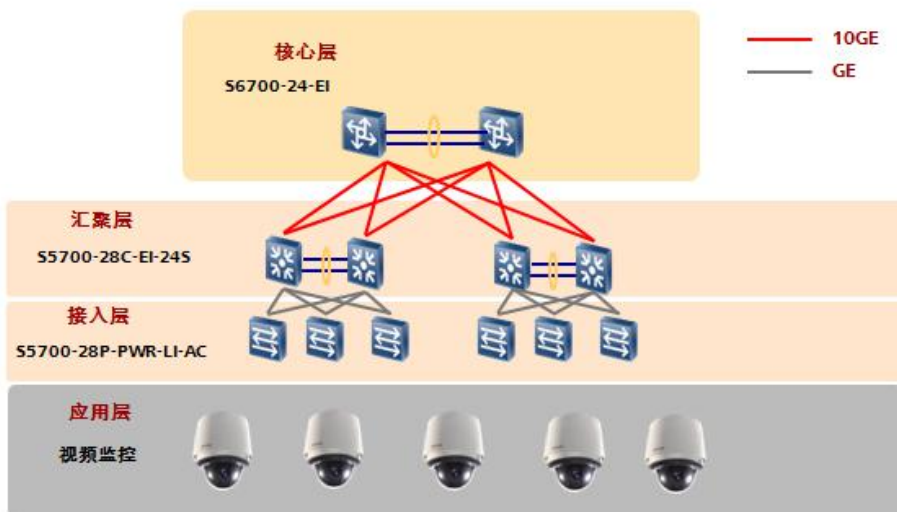 核心层
S6700-24-EI
10GE
GE
汇聚层
S5700-28C-EI-24S
接入层
S5700-28P-PWR-LI-AC
应用层
视频监控